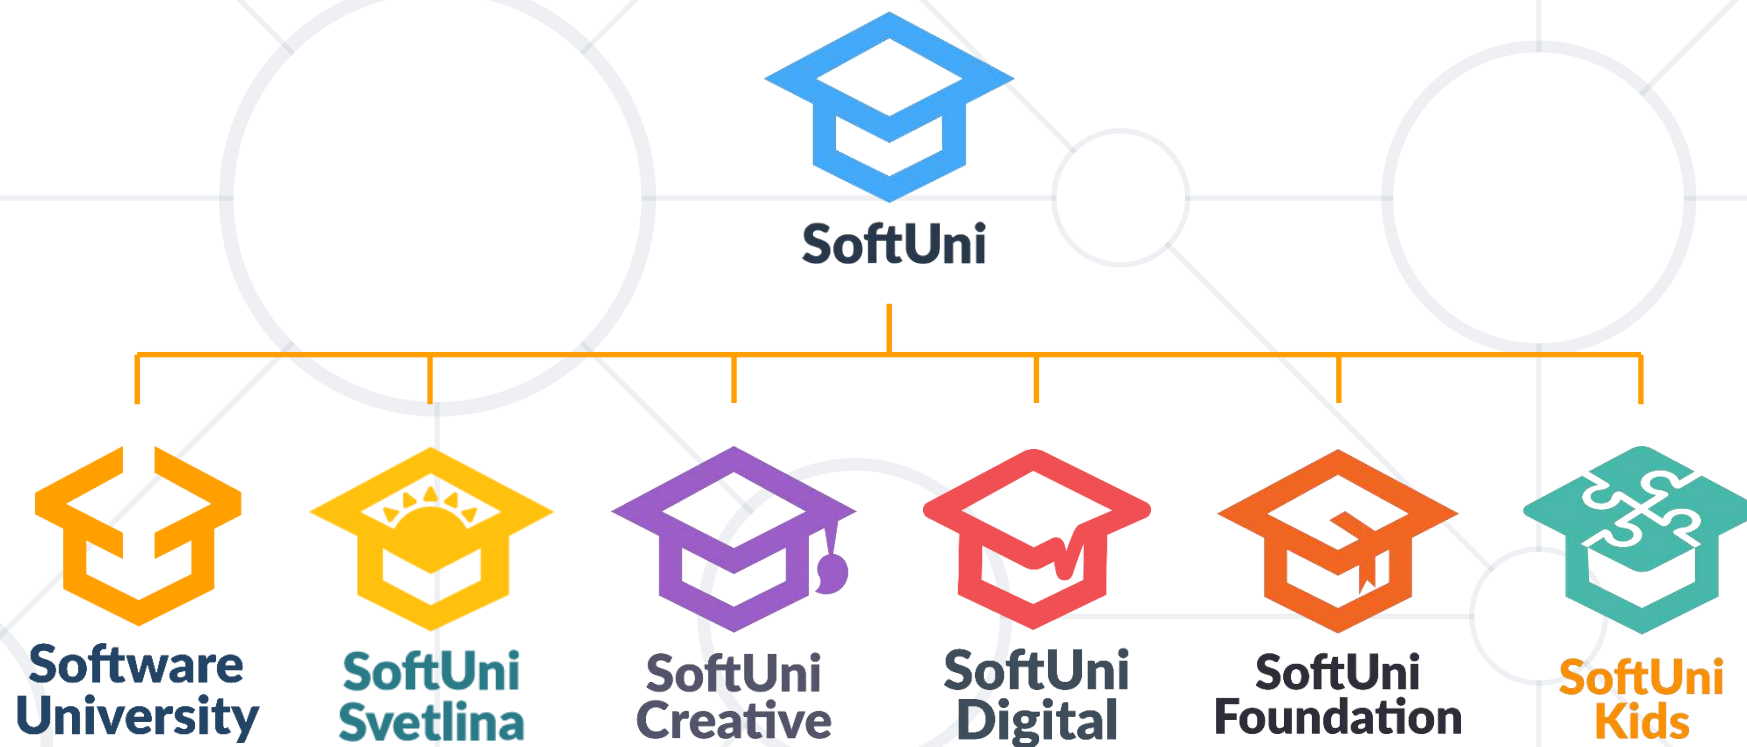 SoftUni
Software
University
SoftUni
Svetlina
SoftUni
Creative
SoftUni
Digital
SoftUni
Foundation
SoftUni
Kids